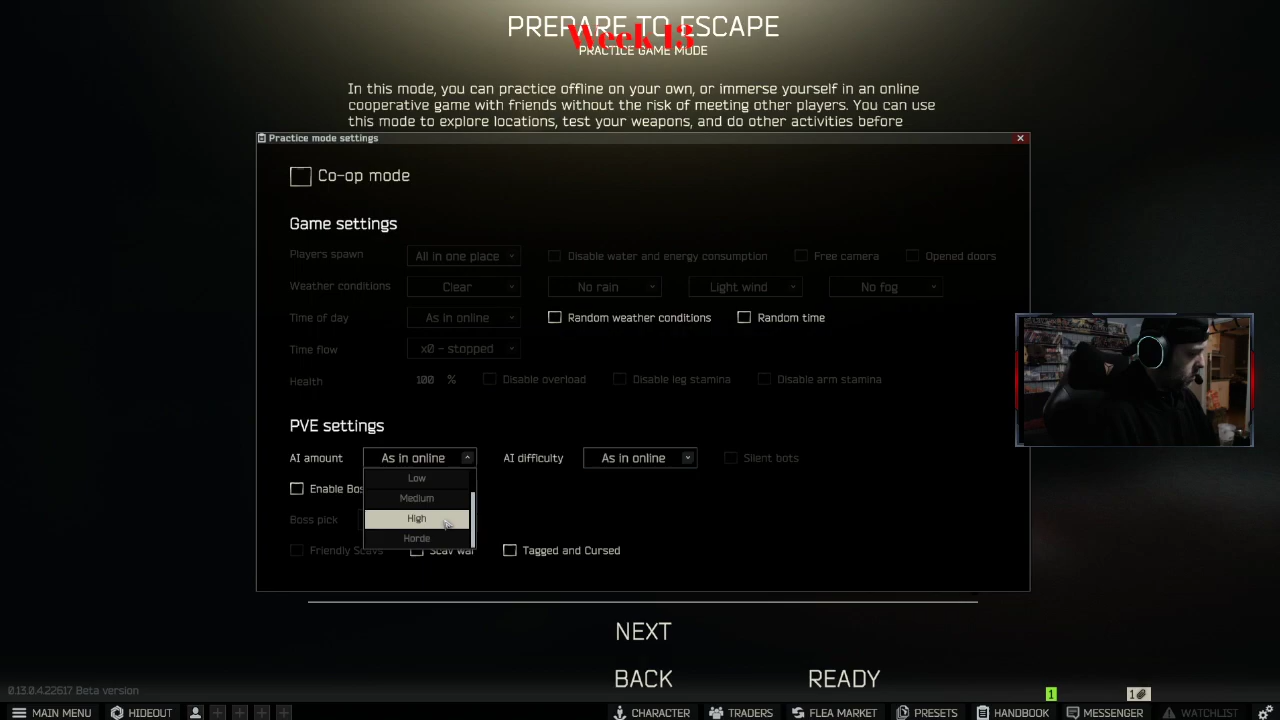 PREPARE TO ESCAPE
Week 13
PRACTICE GAME MODE
In this mode, you can practice offline on your own, or immerse yourself in an online
cooperative game with friends without the risk of meeting other players. You can use
this mode to explore locations, test your weapons, and do other activities before
Practice mode settings
Co-op mode
Game settings
Players spawn All in one place Disable water and energy consumption Free camera Opened doors
Weather conditions Clear No rain Light wind No fog
Time of day As in online Random weather conditions Random time
Time flow x0 - stopped
Health 100 % Disable overload Disable leg stamina Disable arm stamina
PVE settings
AI amount As in online AI difficulty As in online Silent bots
Low
Enable Bos
Medium
Boss pick High
Horde
Friendly Scavs Scav war Tagged and Cursed
NEXT
BACK READY
0.13.0.4.22617 Beta version
1 1
MAIN MENU HIDEOUT CHARACTER TRADERS FLEA MARKET PRESETS HANDBOOK MESSENGER WATCHLIST